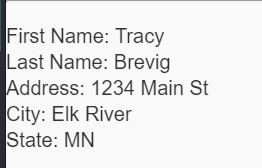 First Name: Tracy
Last Name: Brevig
Address: 1234 Main St
City: Elk River
State: MN